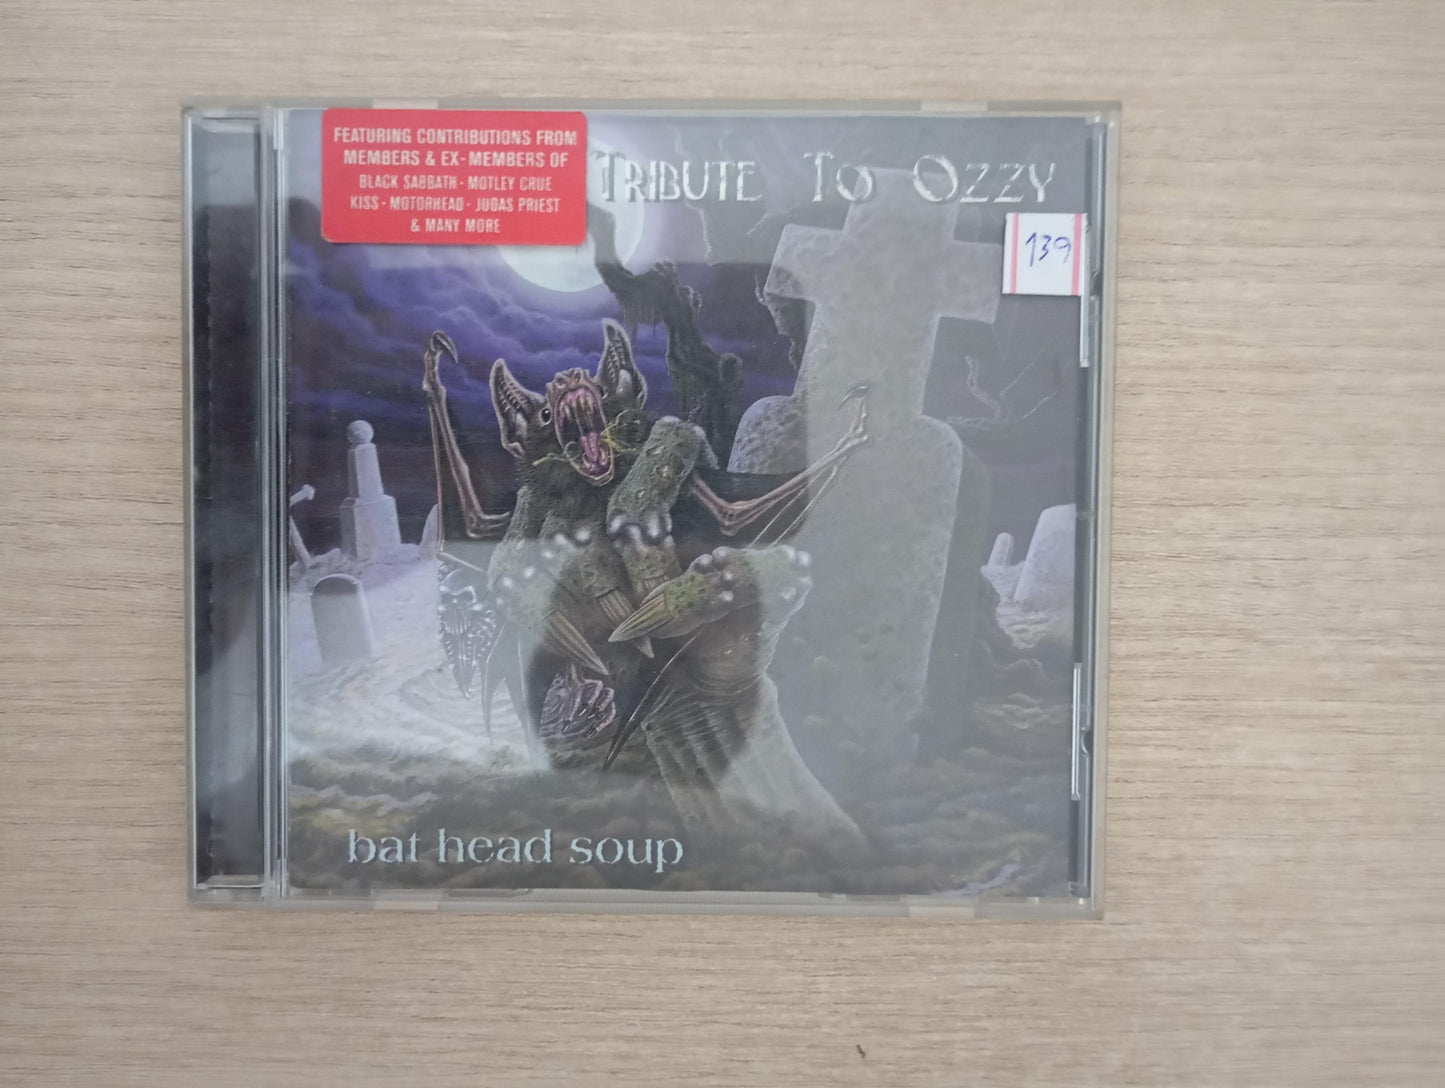 FEATURING CONTRIBUTIONS FROM
MEMBERS & EX-MEMBERS OF
BLACK SABBATH · MOTLEY CRUE
KISS · MOTORHEAD · JUDAS PRIEST
& MANY MORE
TRIBUTE TO OZZY
139
bat head soup